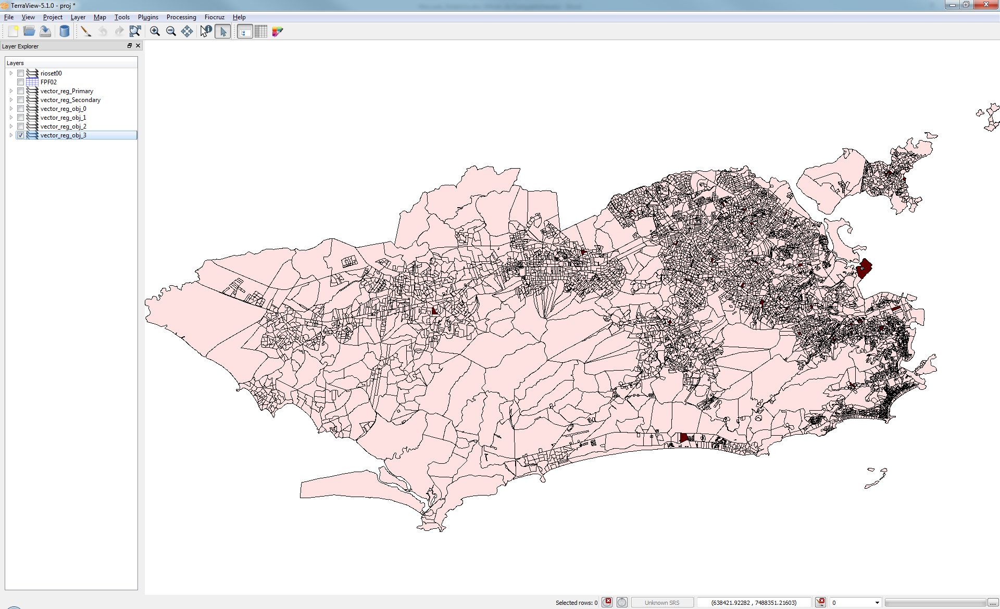 TerraView-5.1.0 - proj *
File View Project Layer Map Tools Plugins Processing Fiocruz Help
Layer Explorer
Layers
rioset00
FPF02
vector_reg_Primary
vector_reg_Secondary
vector_reg_obj_0
vector_reg_obj_1
vector_reg_obj_2
vector_reg_obj_3
Selected rows: 0 Unknown SRS (638421.92282 , 7488351.21603) 0 ...